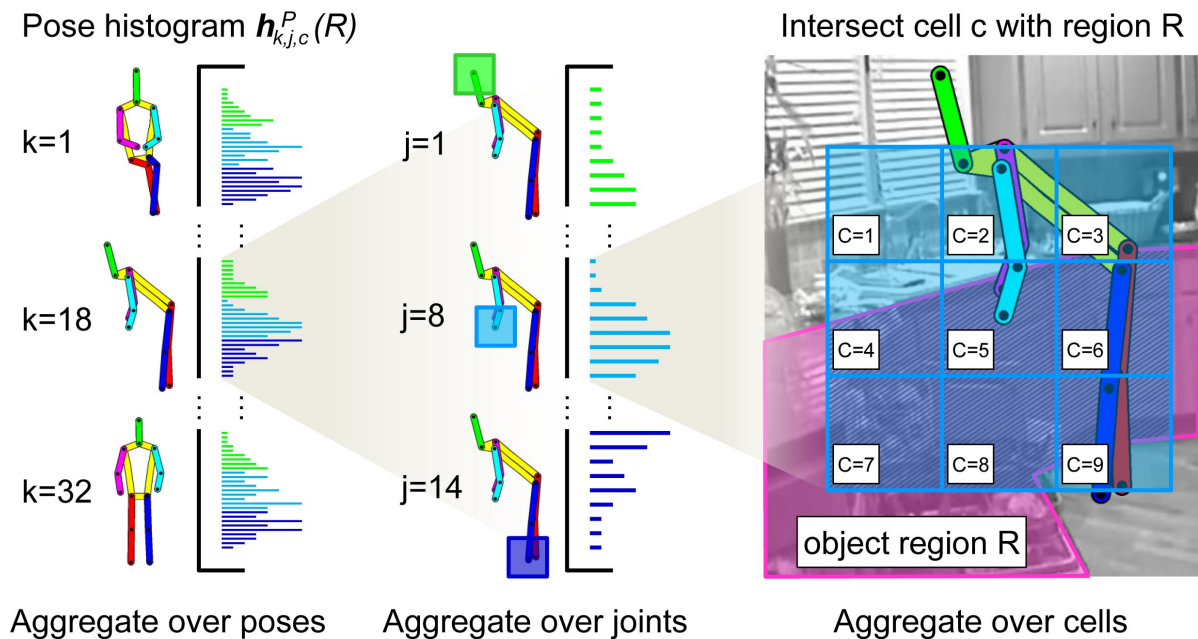 Pose histogram h^P_{k,j,c}(R)
Intersect cell c with region R
k=1
k=18
k=32
j=1
j=8
j=14
C=1
C=2
C=3
C=4
C=5
C=6
C=7
C=8
C=9
object region R
Aggregate over poses
Aggregate over joints
Aggregate over cells